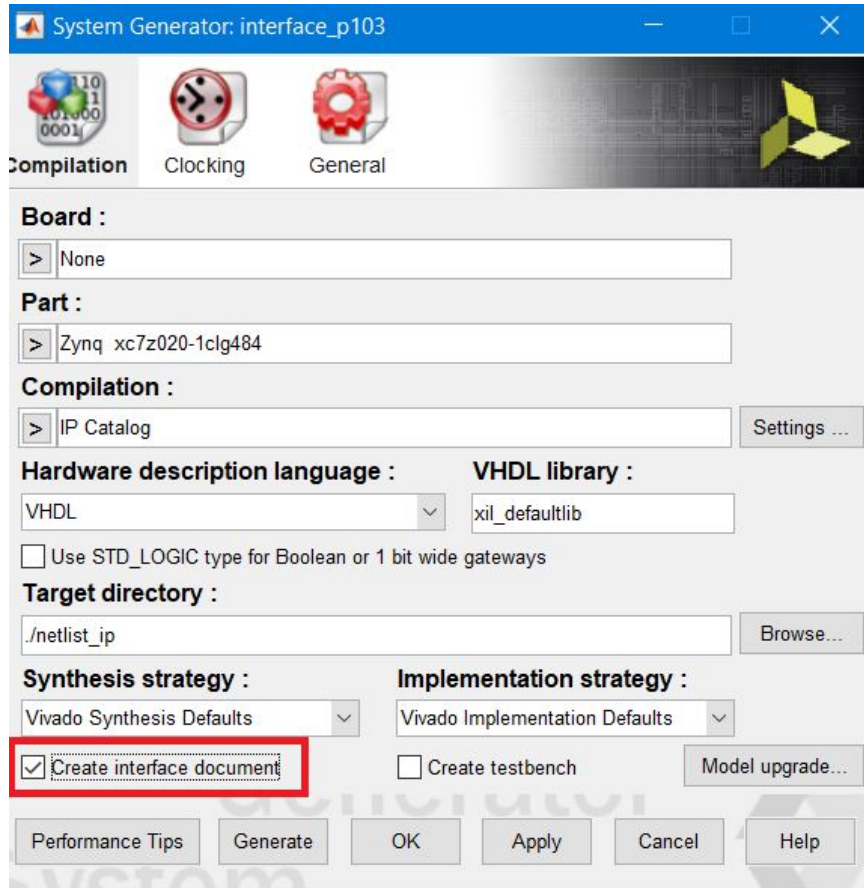 System Generator: interface_p103
Compilation Clocking General
Board :
> None
Part :
> Zynq xc7z020-1clg484
Compilation :
> IP Catalog Settings ...
Hardware description language : VHDL library :
VHDL xil_defaultlib
Use STD_LOGIC type for Boolean or 1 bit wide gateways
Target directory :
./netlist_ip Browse...
Synthesis strategy : Implementation strategy :
Vivado Synthesis Defaults Vivado Implementation Defaults
Create interface document Create testbench Model upgrade...
Performance Tips Generate OK Apply Cancel Help